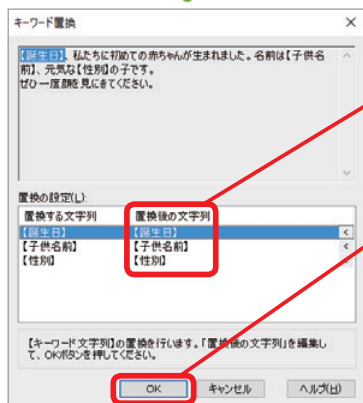 キーワード置換
【誕生日】、私たちに初めての赤ちゃんが生まれました。名前は【子供名
前】、元気な【性別】の子です。
ぜひ一度顔を見にきてください。
置換の設定(L):
置換する文字列 置換後の文字列
【誕生日】 【誕生日】
【子供名前】 【子供名前】
【性別】 【性別】
【キーワード文字列】の置換を行います。「置換後の文字列」を編集し
て、OKボタンを押してください。
OK キャンセル ヘルプ(H)